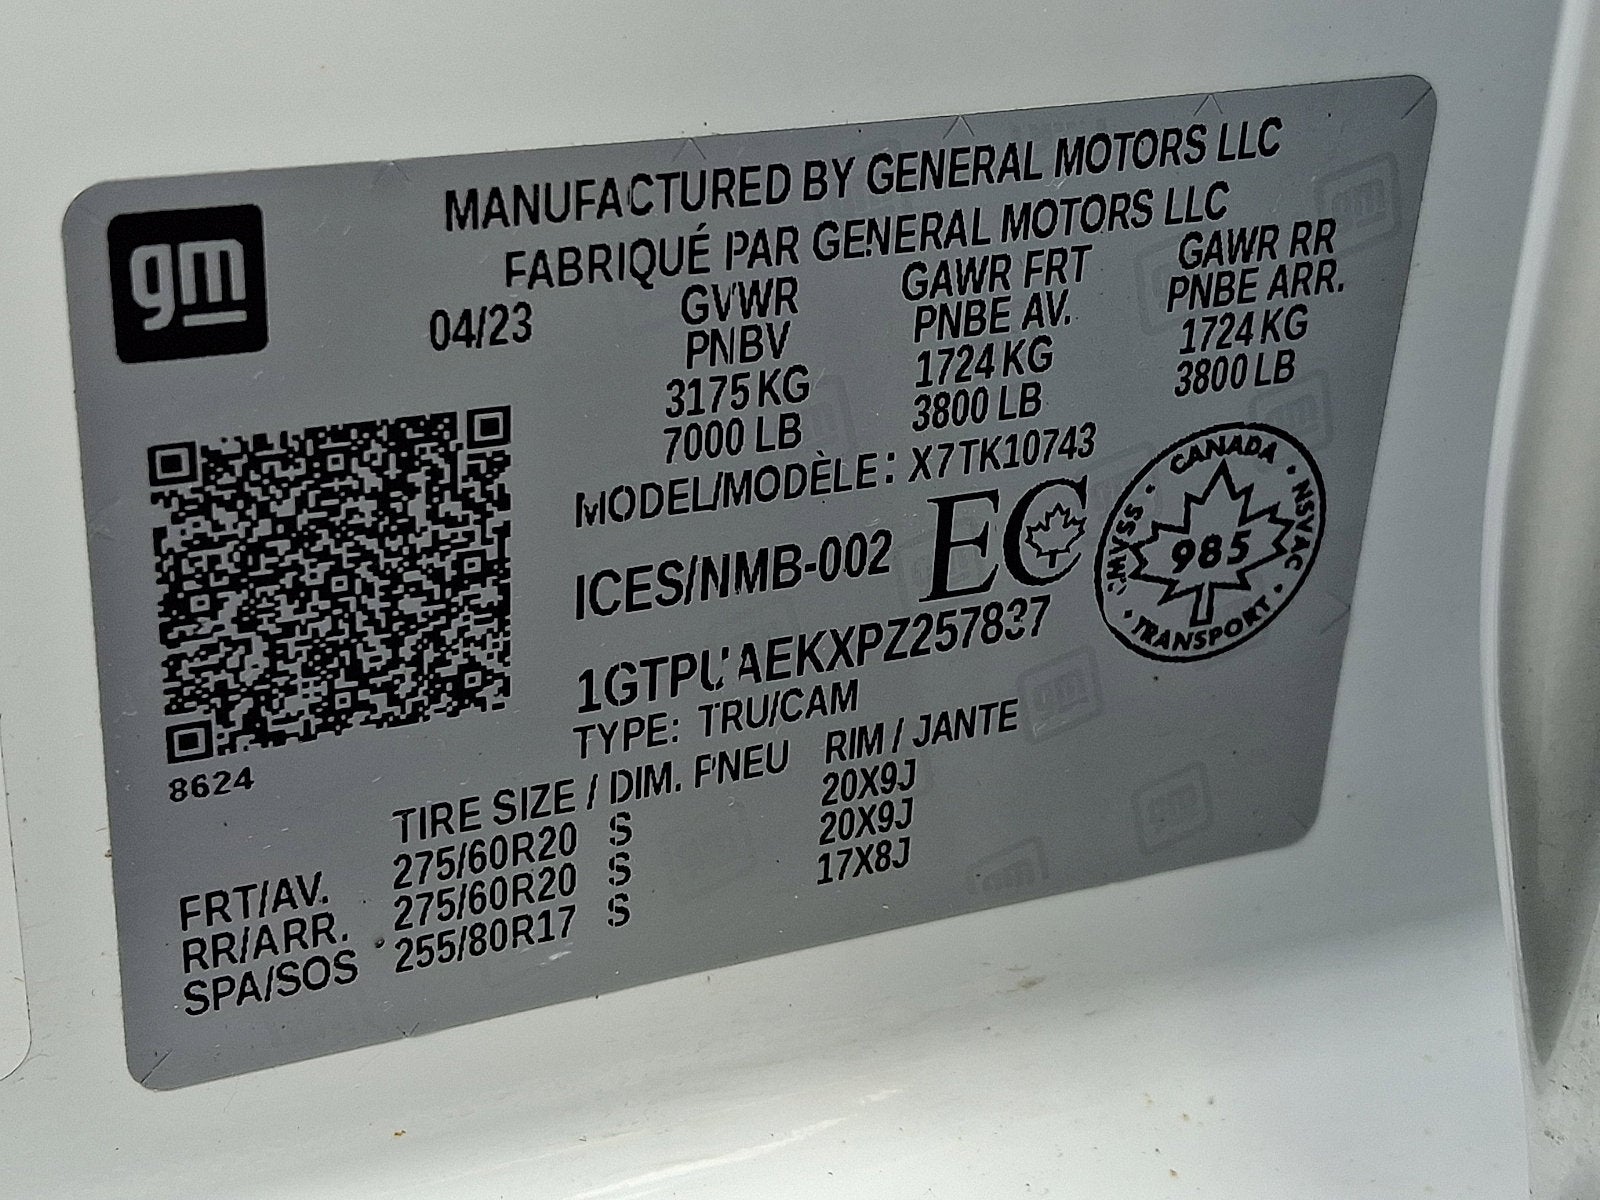 gm
MANUFACTURED BY GENERAL MOTORS LLC
FABRIQUÉ PAR GENERAL MOTORS LLC
04/23
GVWR
PNBV
3175 KG
7000 LB
GAWR FRT
PNBE AV.
1724 KG
3800 LB
GAWR RR
PNBE ARR.
1724 KG
3800 LB
MODEL/MODÈLE: X7TK10743
ICES/NMB-002 EC
CANADA · NSVAC · TRANSPORT · CMVSS ·
985
TYPE: TRU/CAM
8624
TIRE SIZE / DIM. PNEU RIM / JANTE
FRT/AV. 275/60R20 S 20X9J
RR/ARR. 275/60R20 S 20X9J
SPA/SOS 255/80R17 S 17X8J